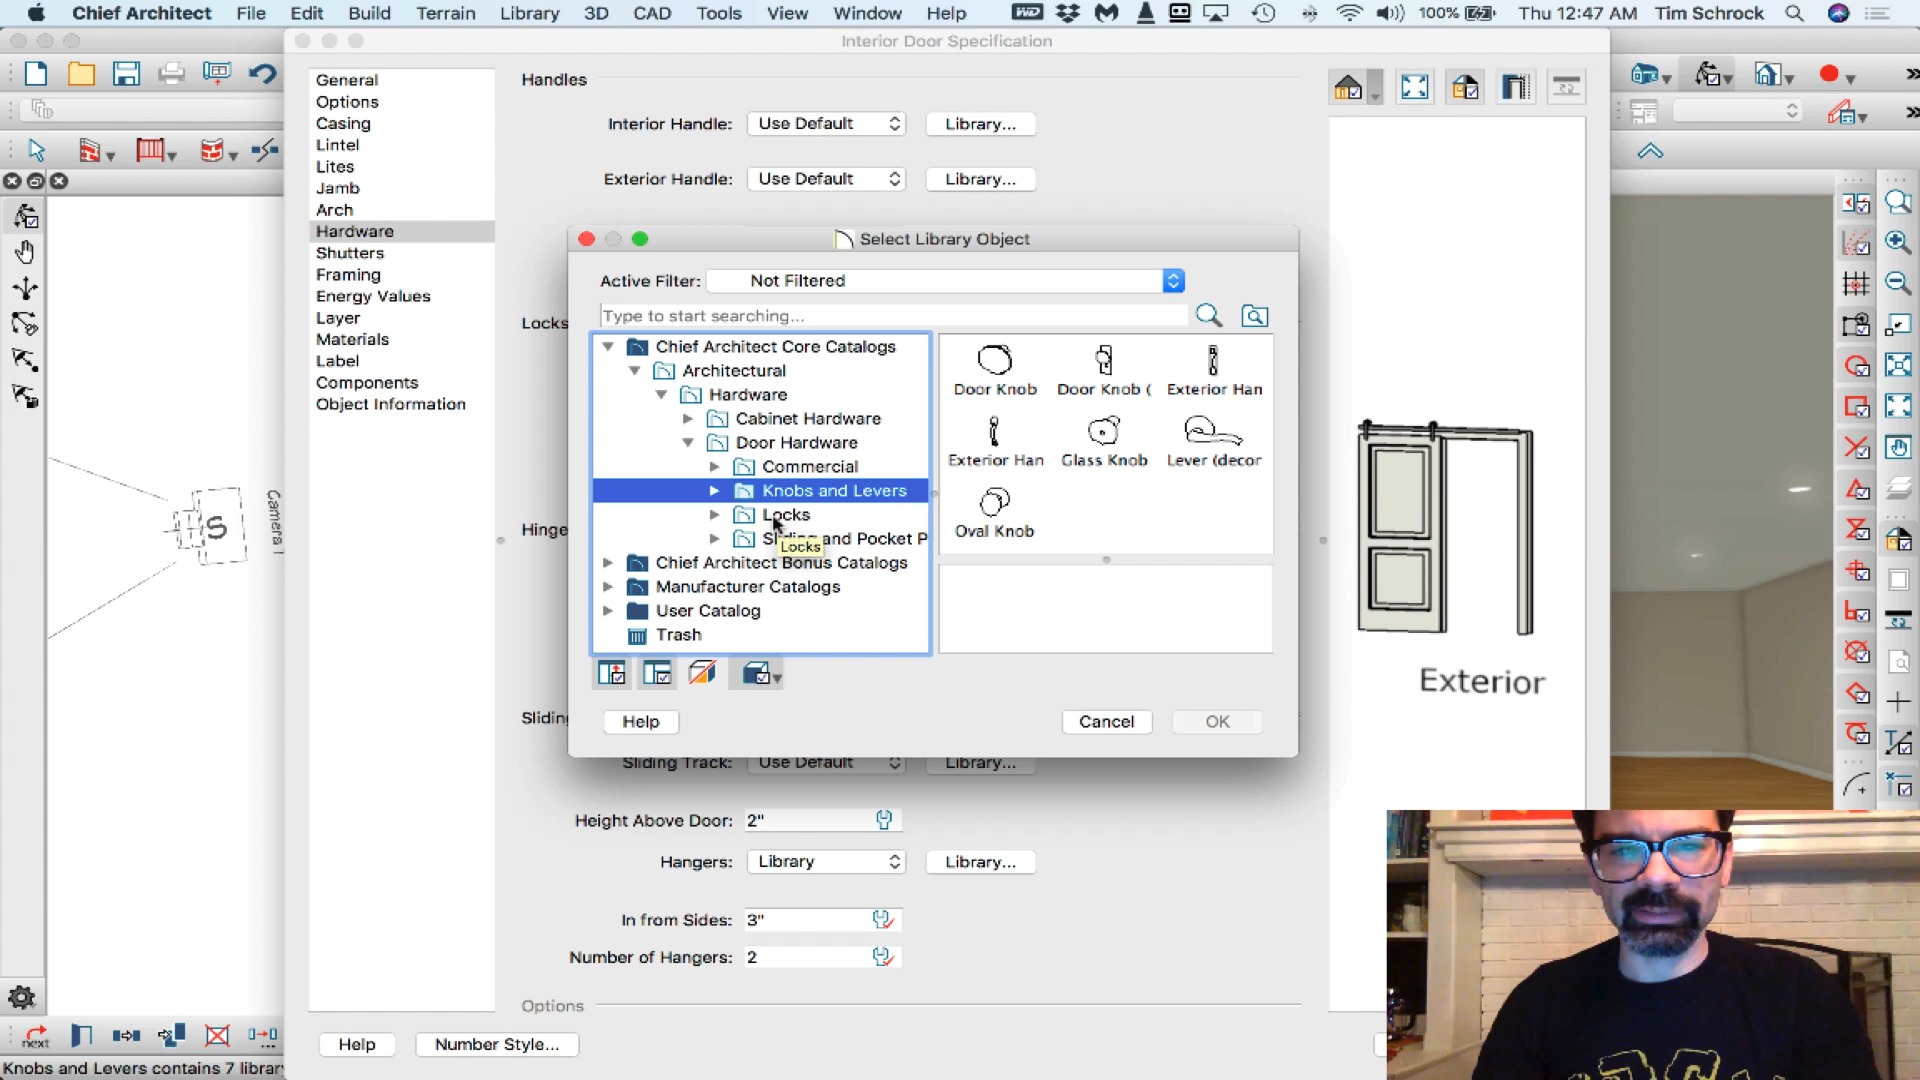 Chief Architect File Edit Build Terrain Library 3D CAD Tools View Window Help WD 100% Thu 12:47 AM Tim Schrock
Interior Door Specification
General
Options
Casing
Lintel
Lites
Jamb
Arch
Hardware
Shutters
Framing
Energy Values
Layer
Materials
Label
Components
Object Information
Handles
Interior Handle: Use Default Library...
Exterior Handle: Use Default Library...
Locks
Hinge
Sliding
Select Library Object
Active Filter: Not Filtered
Type to start searching...
Chief Architect Core Catalogs
Architectural
Hardware
Cabinet Hardware
Door Hardware
Commercial
Knobs and Levers
Locks
Sliding and Pocket P
Locks
Chief Architect Bonus Catalogs
Manufacturer Catalogs
User Catalog
Trash
Door Knob Door Knob ( Exterior Han
Exterior Han Glass Knob Lever (decor
Oval Knob
Help Cancel OK
Sliding Track: Use Default Library...
Height Above Door: 2"
Hangers: Library Library...
In from Sides: 3"
Number of Hangers: 2
Options
Help Number Style...
Exterior
S
Camera 1
next
Knobs and Levers contains 7 librar